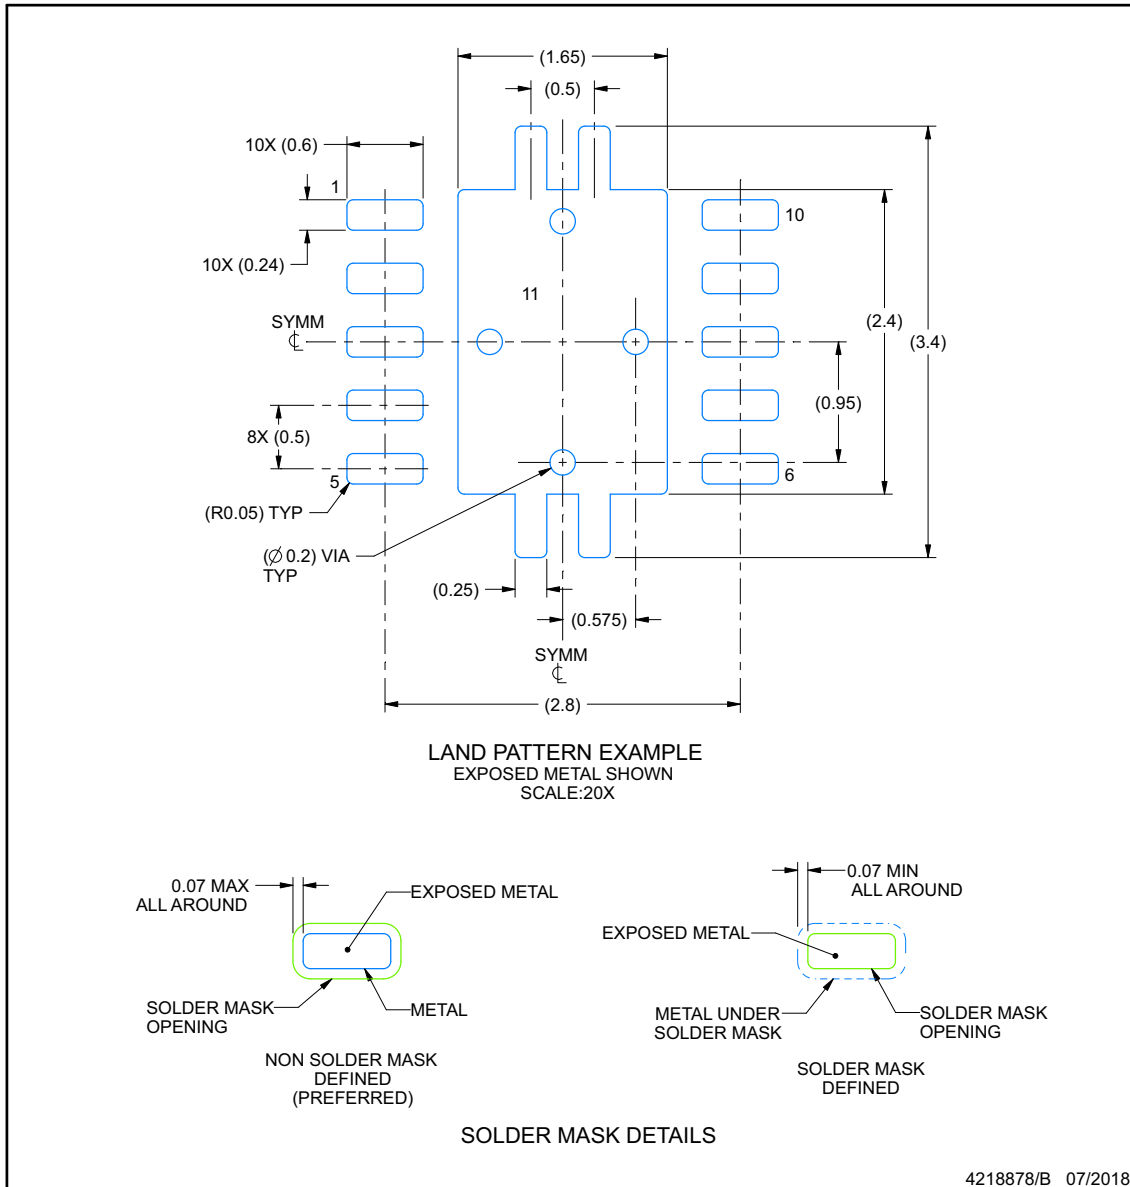 (1.65)
(0.5)
10X (0.6)
1
10
10X (0.24)
11
SYMM
℄
(2.4)
(3.4)
(0.95)
8X (0.5)
5
6
(R0.05) TYP
(∅ 0.2) VIA
TYP
(0.25)
(0.575)
SYMM
℄
(2.8)
LAND PATTERN EXAMPLE
EXPOSED METAL SHOWN
SCALE:20X
0.07 MAX
ALL AROUND
EXPOSED METAL
SOLDER MASK
OPENING
METAL
NON SOLDER MASK
DEFINED
(PREFERRED)
0.07 MIN
ALL AROUND
EXPOSED METAL
METAL UNDER
SOLDER MASK
SOLDER MASK
OPENING
SOLDER MASK
DEFINED
SOLDER MASK DETAILS
4218878/B 07/2018